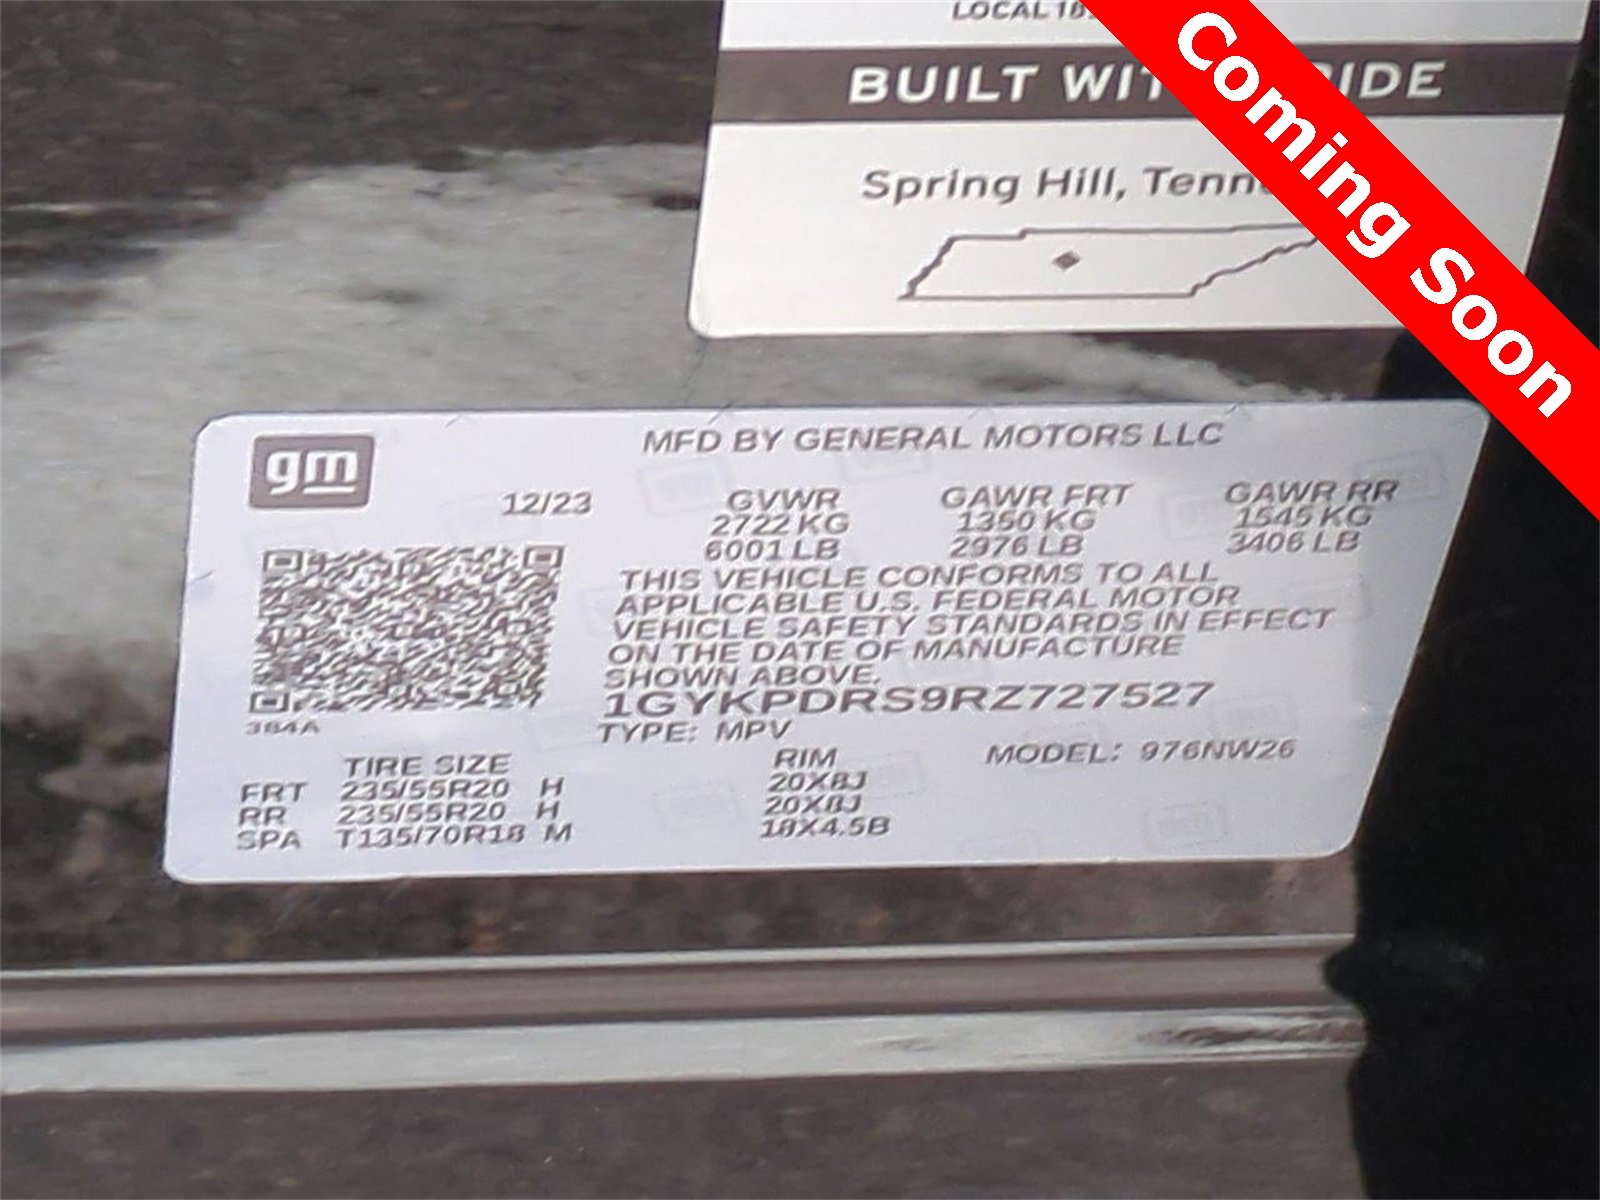 LOCAL
BUILT
Spring Hill,
Coming Soon
gm
MFD BY GENERAL MOTORS LLC
12/23
GVWR GAWR FRT GAWR RR
2722 KG 1350 KG 1545 KG
6001 LB 2976 LB 3406 LB
THIS VEHICLE CONFORMS TO ALL
APPLICABLE U.S. FEDERAL MOTOR
VEHICLE SAFETY STANDARDS IN EFFECT
ON THE DATE OF MANUFACTURE
SHOWN ABOVE.
1GYKPDRS9RZ727527
384A
TYPE: MPV MODEL: 976NW26
TIRE SIZE RIM
FRT 235/55R20 H 20X8J
RR 235/55R20 H 20X8J
SPA T135/70R18 M 18X4.5B